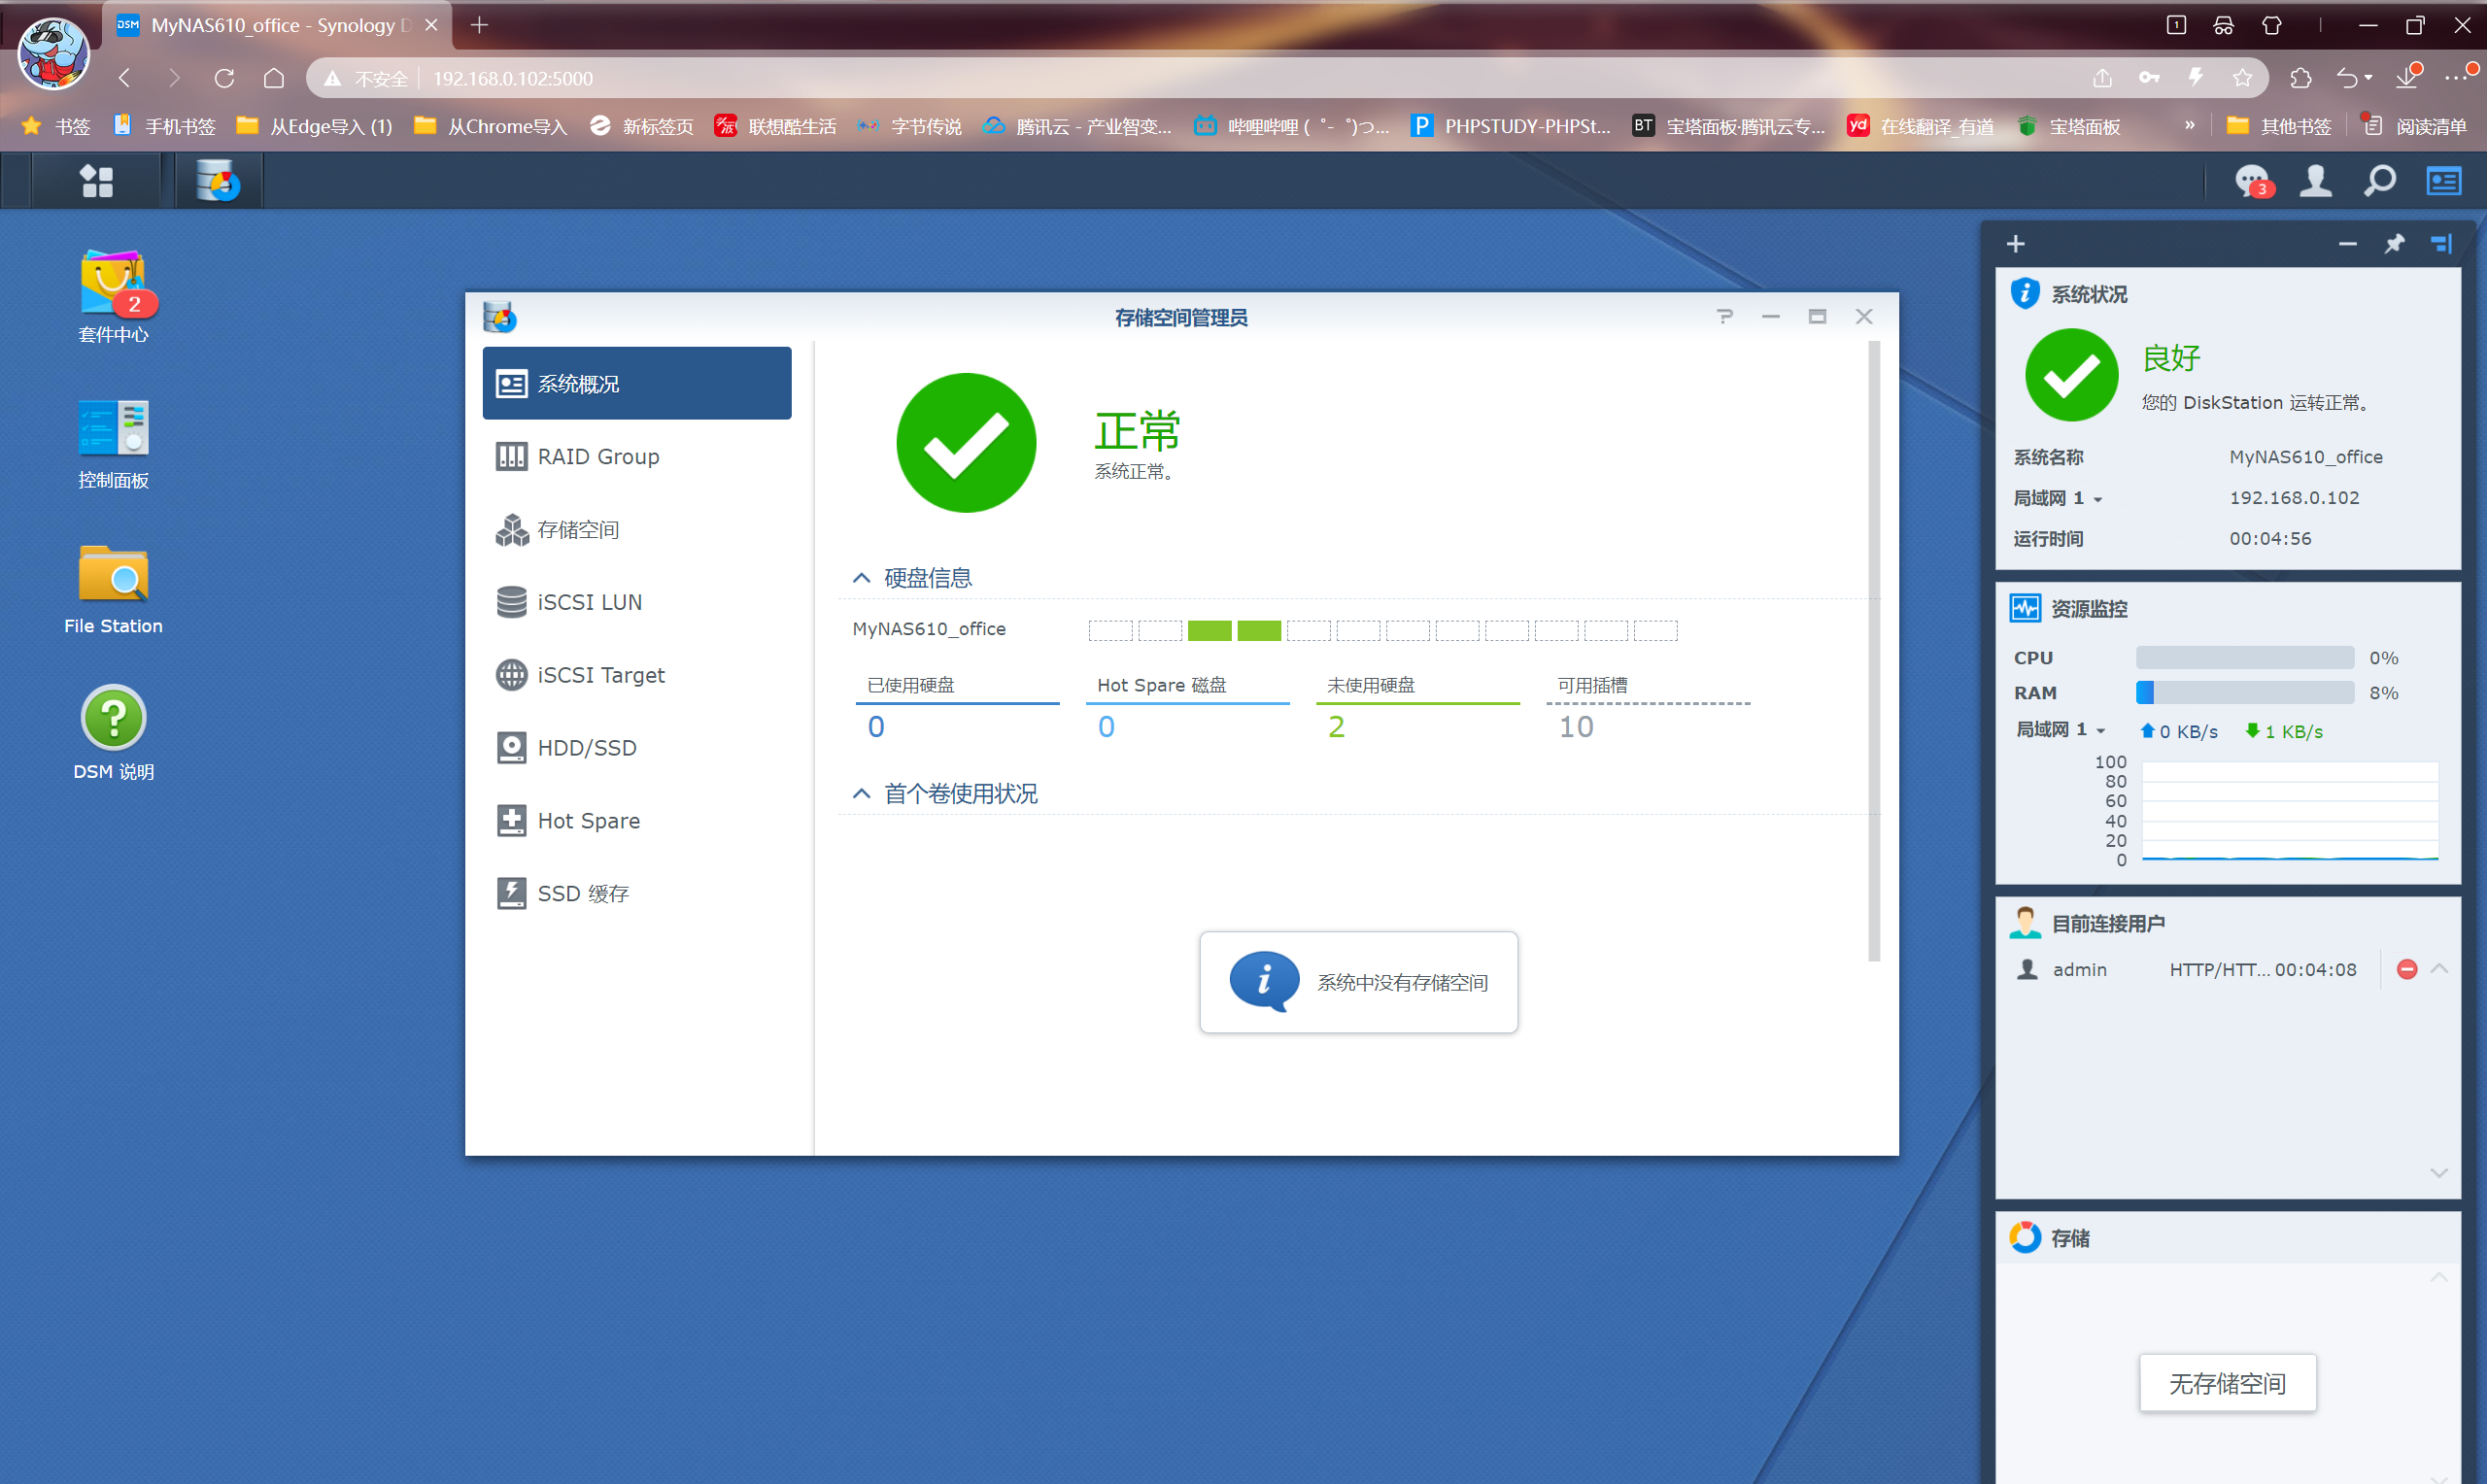 MyNAS610_office - Synology D
不安全 192.168.0.102:5000
书签 手机书签 从Edge导入 (1) 从Chrome导入 新标签页 联想酷生活 字节传说 腾讯云 - 产业智变... 哔哩哔哩 (゜-゜)つ... PHPSTUDY-PHPSt... 宝塔面板·腾讯云专... 在线翻译_有道 宝塔面板 » 其他书签 阅读清单
3
2
套件中心
控制面板
File Station
DSM 说明
存储空间管理员
系统概况
RAID Group
存储空间
iSCSI LUN
iSCSI Target
HDD/SSD
Hot Spare
SSD 缓存
正常
系统正常。
硬盘信息
MyNAS610_office
已使用硬盘 Hot Spare 磁盘 未使用硬盘 可用插槽
0 0 2 10
首个卷使用状况
系统中没有存储空间
系统状况
良好
您的 DiskStation 运转正常。
系统名称 MyNAS610_office
局域网 1 192.168.0.102
运行时间 00:04:56
资源监控
CPU 0%
RAM 8%
局域网 1 0 KB/s 1 KB/s
100
80
60
40
20
0
目前连接用户
admin HTTP/HTT... 00:04:08
存储
无存储空间